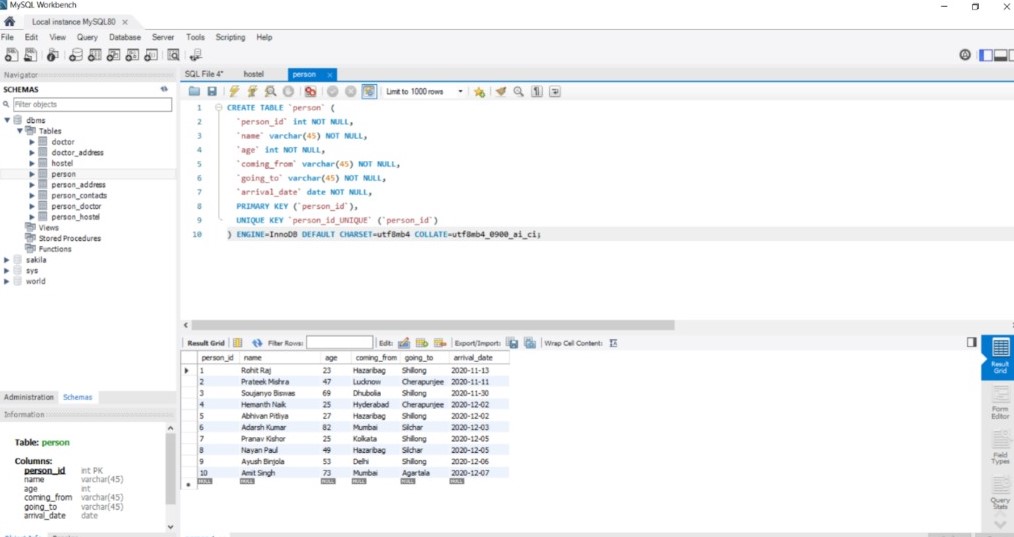 MySQL Workbench
Local instance MySQL80 ×
File Edit View Query Database Server Tools Scripting Help
Navigator
SCHEMAS
Filter objects
dbms
Tables
doctor
doctor_address
hostel
person
person_address
person_contacts
person_doctor
person_hostel
Views
Stored Procedures
Functions
sakila
sys
world
Administration Schemas
Information
Table: person
Columns:
person_id int PK
name varchar(45)
age int
coming_from varchar(45)
going_to varchar(45)
arrival_date date
SQL File 4* hostel person ×
Limit to 1000 rows
1 CREATE TABLE `person` (
2 `person_id` int NOT NULL,
3 `name` varchar(45) NOT NULL,
4 `age` int NOT NULL,
5 `coming_from` varchar(45) NOT NULL,
6 `going_to` varchar(45) NOT NULL,
7 `arrival_date` date NOT NULL,
8 PRIMARY KEY (`person_id`),
9 UNIQUE KEY `person_id_UNIQUE` (`person_id`)
10 ) ENGINE=InnoDB DEFAULT CHARSET=utf8mb4 COLLATE=utf8mb4_0900_ai_ci;
Result Grid Filter Rows: Edit: Export/Import: Wrap Cell Content:
person_id name age coming_from going_to arrival_date
1 Rohit Raj 23 Hazaribag Shillong 2020-11-13
2 Prateek Mishra 47 Lucknow Cherapunjee 2020-11-11
3 Soujanyo Biswas 69 Dhubolia Shillong 2020-11-30
4 Hemanth Naik 25 Hyderabad Cherapunjee 2020-12-02
5 Abhivan Pitliya 27 Hazaribag Shillong 2020-12-02
6 Adarsh Kumar 82 Mumbai Silchar 2020-12-03
7 Pranav Kishor 25 Kolkata Shillong 2020-12-05
8 Nayan Paul 49 Hazaribag Silchar 2020-12-05
9 Ayush Binjola 53 Delhi Shillong 2020-12-06
10 Amit Singh 73 Mumbai Agartala 2020-12-07
NULL NULL NULL NULL NULL NULL
Result Grid
Form Editor
Field Types
Query Stats